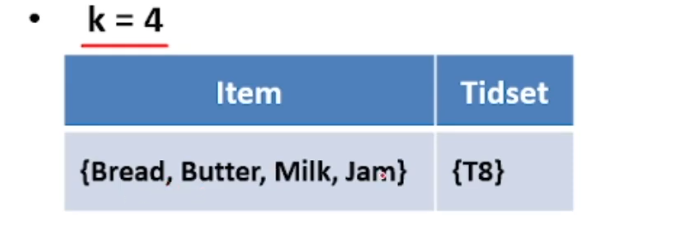 • k = 4
Item Tidset
{Bread, Butter, Milk, Jam} {T8}